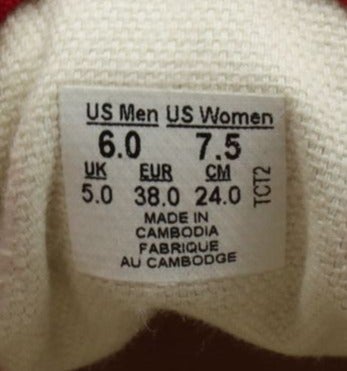 US Men US Women
6.0 7.5
UK EUR CM
5.0 38.0 24.0
MADE IN
CAMBODIA
FABRIQUE
AU CAMBODGE
TCT2